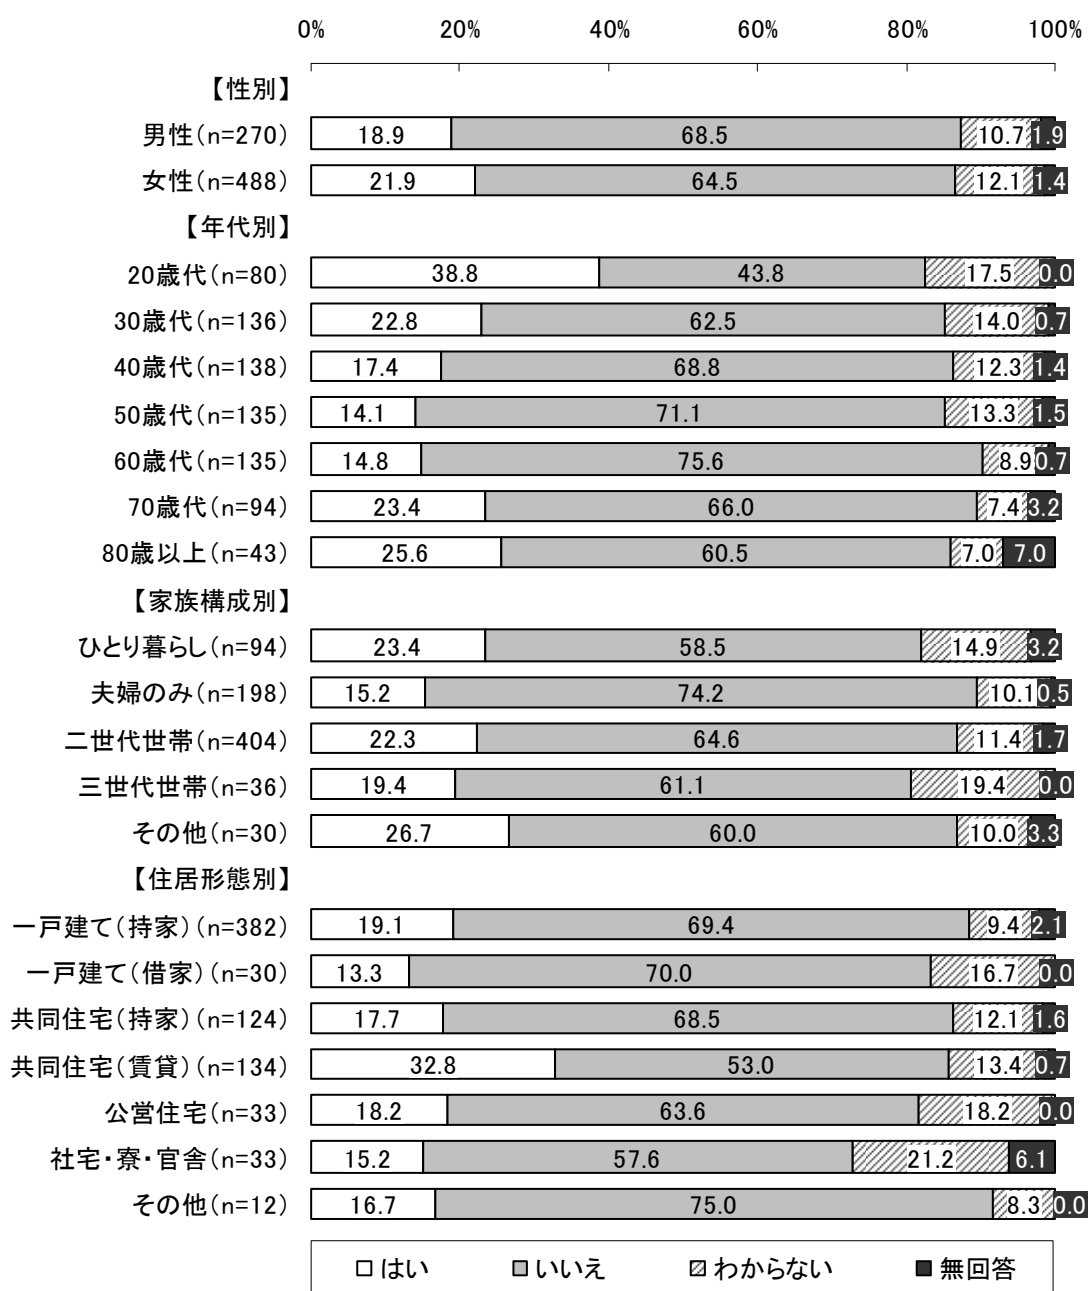 0% 20% 40% 60% 80% 100%
【性別】
男性(n=270) 18.9 68.5 10.7 1.9
女性(n=488) 21.9 64.5 12.1 1.4
【年代別】
20歳代(n=80) 38.8 43.8 17.5 0.0
30歳代(n=136) 22.8 62.5 14.0 0.7
40歳代(n=138) 17.4 68.8 12.3 1.4
50歳代(n=135) 14.1 71.1 13.3 1.5
60歳代(n=135) 14.8 75.6 8.9 0.7
70歳代(n=94) 23.4 66.0 7.4 3.2
80歳以上(n=43) 25.6 60.5 7.0 7.0
【家族構成別】
ひとり暮らし(n=94) 23.4 58.5 14.9 3.2
夫婦のみ(n=198) 15.2 74.2 10.1 0.5
二世代世帯(n=404) 22.3 64.6 11.4 1.7
三世代世帯(n=36) 19.4 61.1 19.4 0.0
その他(n=30) 26.7 60.0 10.0 3.3
【住居形態別】
一戸建て(持家)(n=382) 19.1 69.4 9.4 2.1
一戸建て(借家)(n=30) 13.3 70.0 16.7 0.0
共同住宅(持家)(n=124) 17.7 68.5 12.1 1.6
共同住宅(賃貸)(n=134) 32.8 53.0 13.4 0.7
公営住宅(n=33) 18.2 63.6 18.2 0.0
社宅・寮・官舎(n=33) 15.2 57.6 21.2 6.1
その他(n=12) 16.7 75.0 8.3 0.0
はい いいえ わからない 無回答